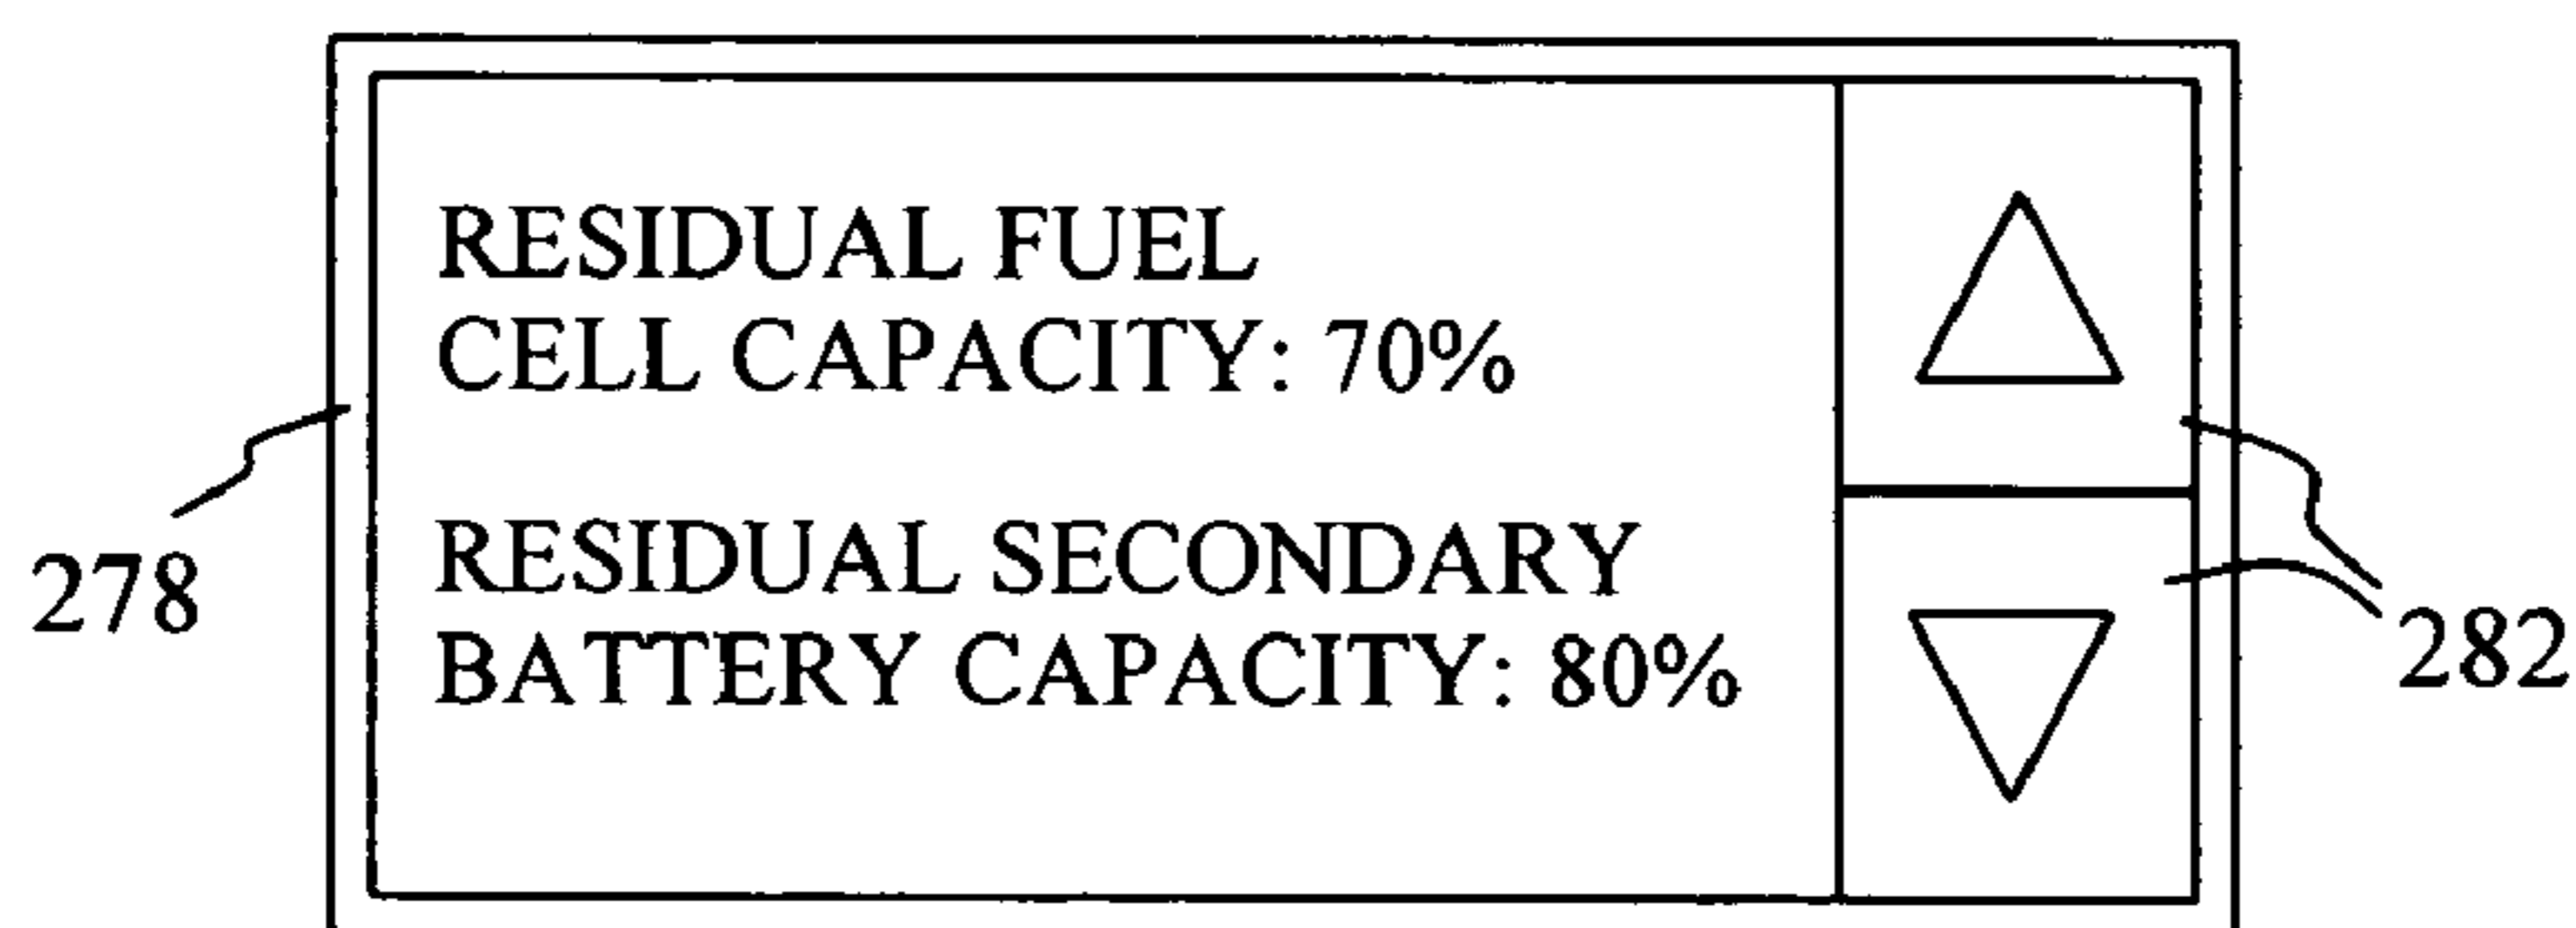 RESIDUAL FUEL
CELL CAPACITY: 70%
RESIDUAL SECONDARY
BATTERY CAPACITY: 80%
278
282